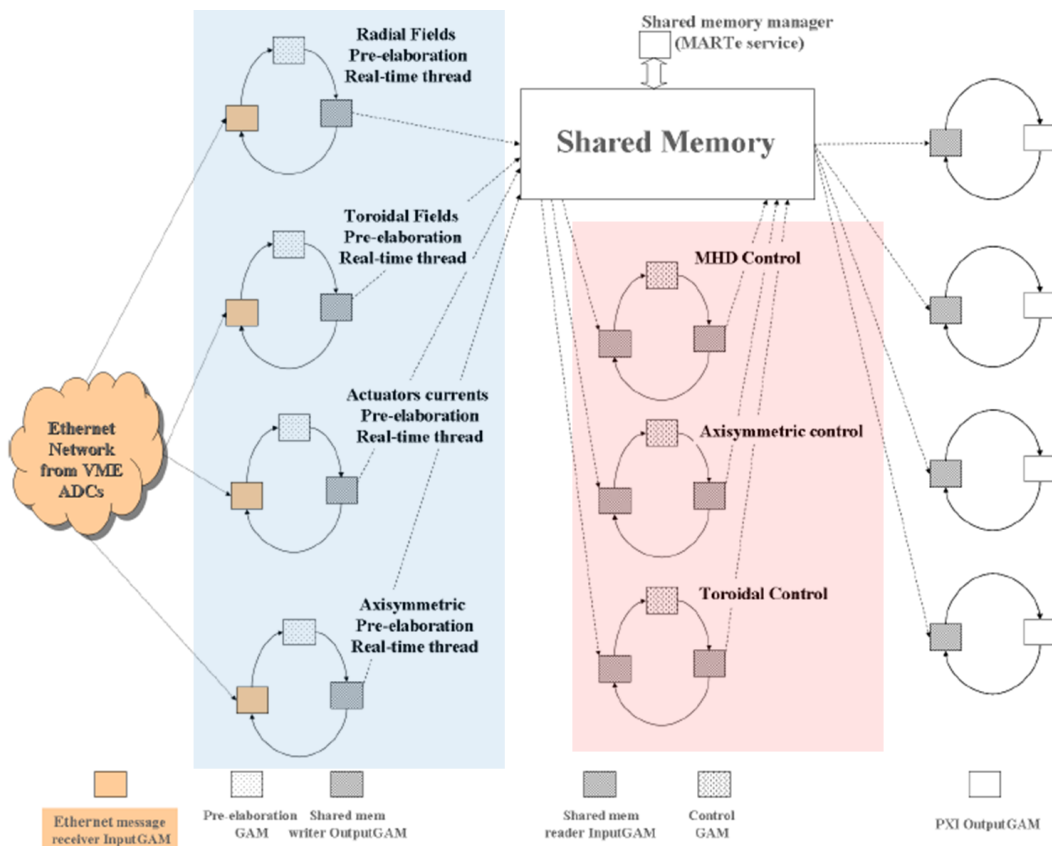 Radial Fields
Pre-elaboration
Real-time thread
Shared memory manager
(MARTe service)
Shared Memory
Toroidal Fields
Pre-elaboration
Real-time thread
MHD Control
Ethernet
Network
from VME
ADCs
Actuators currents
Pre-elaboration
Real-time thread
Axisymmetric control
Axisymmetric
Pre-elaboration
Real-time thread
Toroidal Control
Ethernet message
receiver InputGAM
Pre-elaboration
GAM
Shared mem
writer OutputGAM
Shared mem
reader InputGAM
Control
GAM
PXI OutputGAM